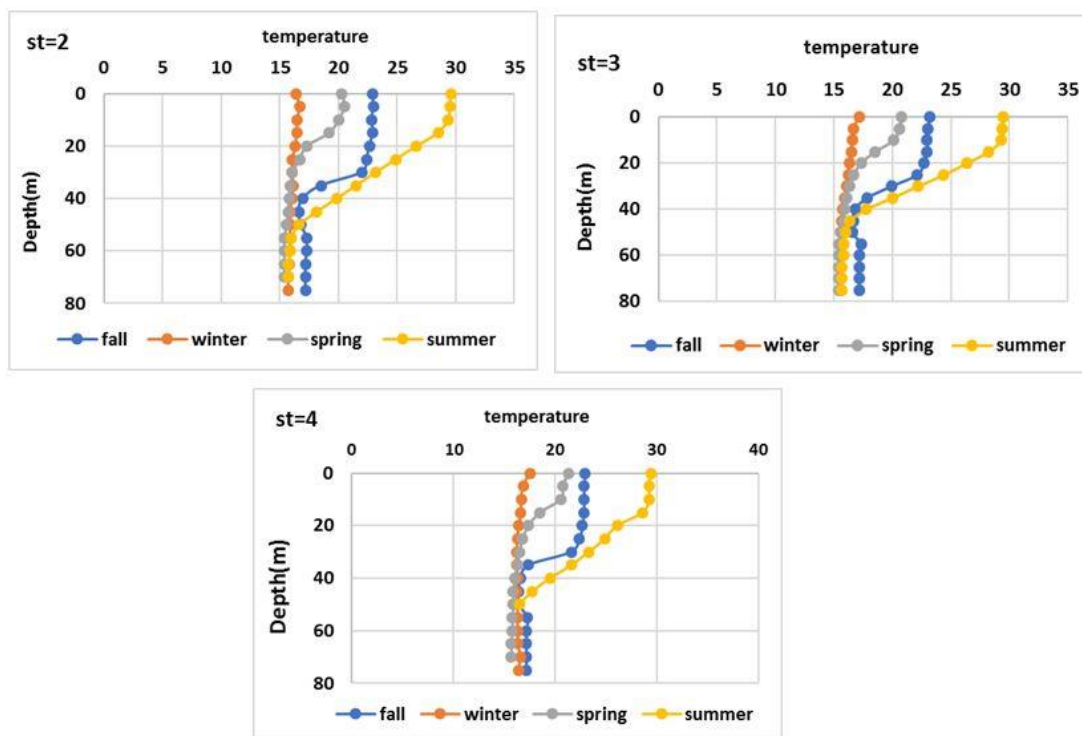 st=2
temperature
0 5 10 15 20 25 30 35
0
20
40
60
80
Depth(m)
fall winter spring summer
st=3
temperature
0 5 10 15 20 25 30 35
0
20
40
60
80
Depth(m)
fall winter spring summer
st=4
temperature
0 10 20 30 40
0
20
40
60
80
Depth(m)
fall winter spring summer